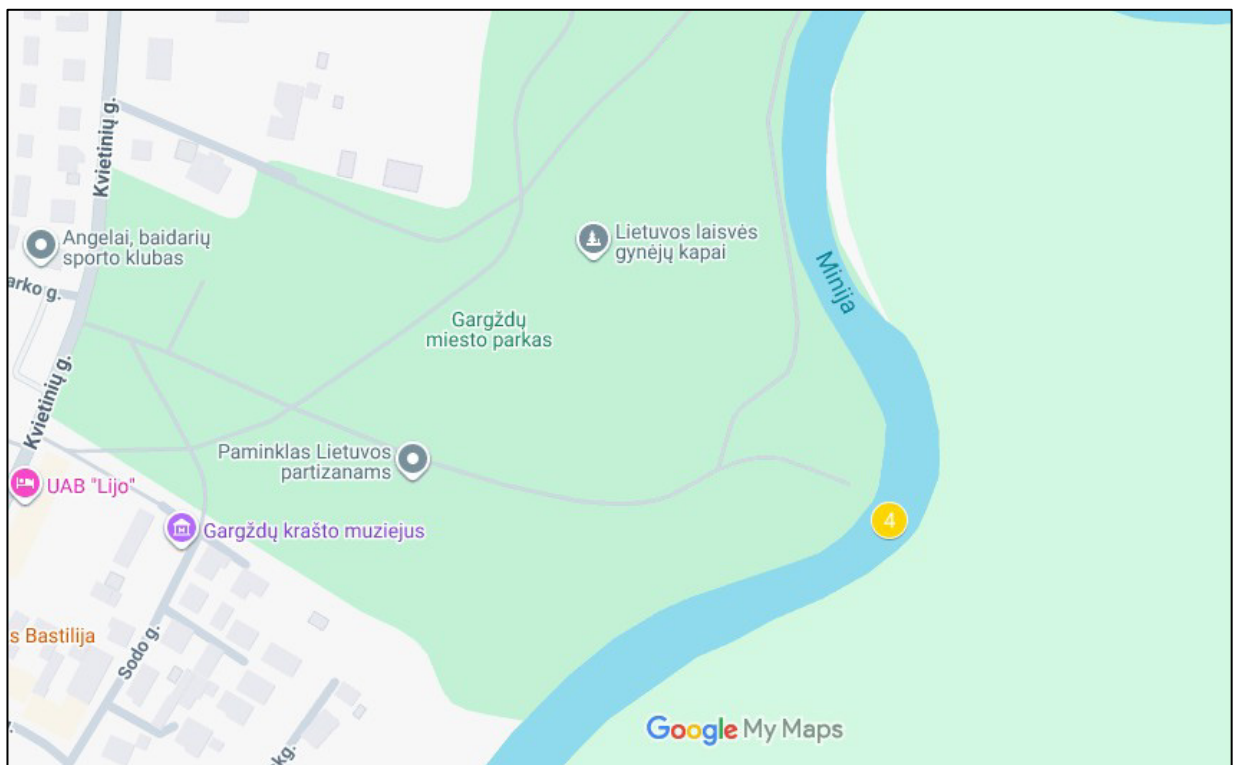 Kvietinių g.
Angelai, baidarių
sporto klubas
arko g.
Lietuvos laisvės
gynėjų kapai
Minija
Gargždų
miesto parkas
Kvietinių g.
Paminklas Lietuvos
partizanams
UAB "Lijo"
4
Gargždų krašto muziejus
s Bastilija
Sodo g.
Google My Maps
kg.